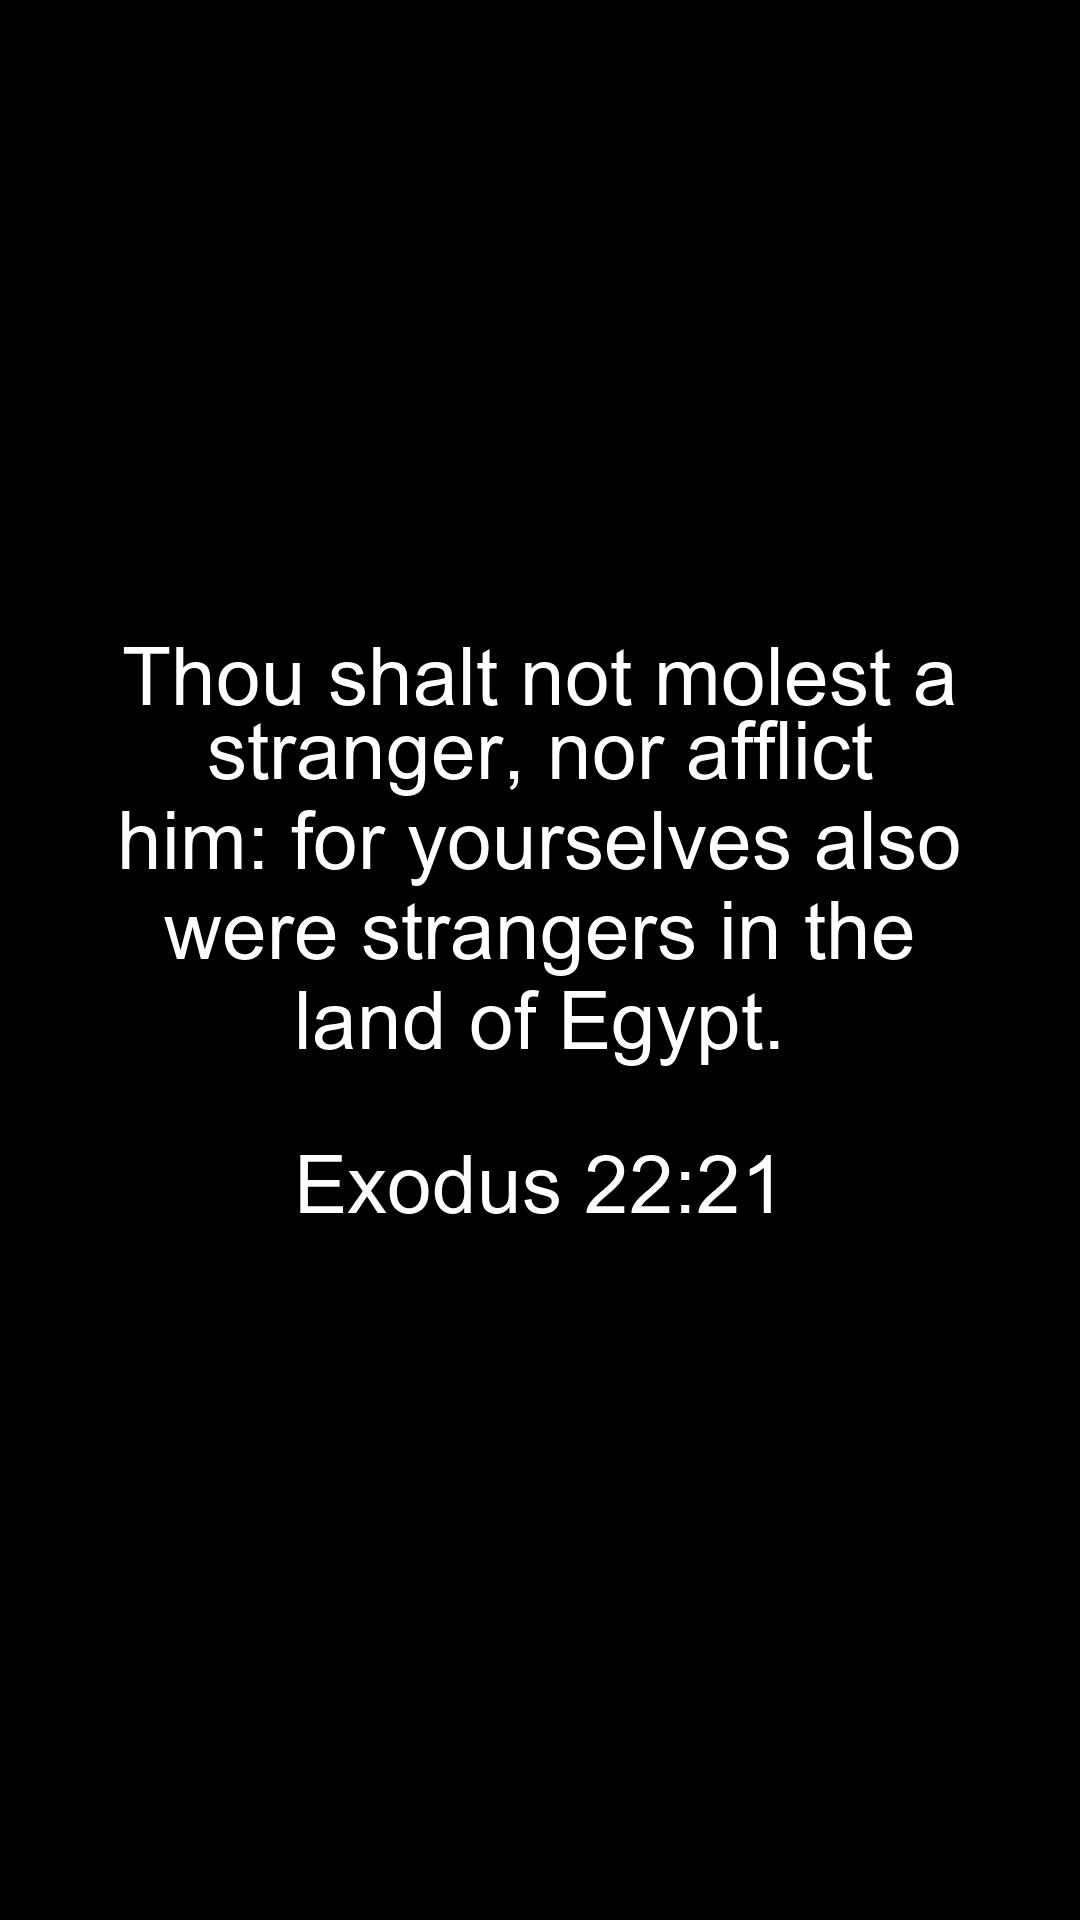 Thou shalt not molest a
stranger, nor afflict
him: for yourselves also
were strangers in the
land of Egypt.
Exodus 22:21